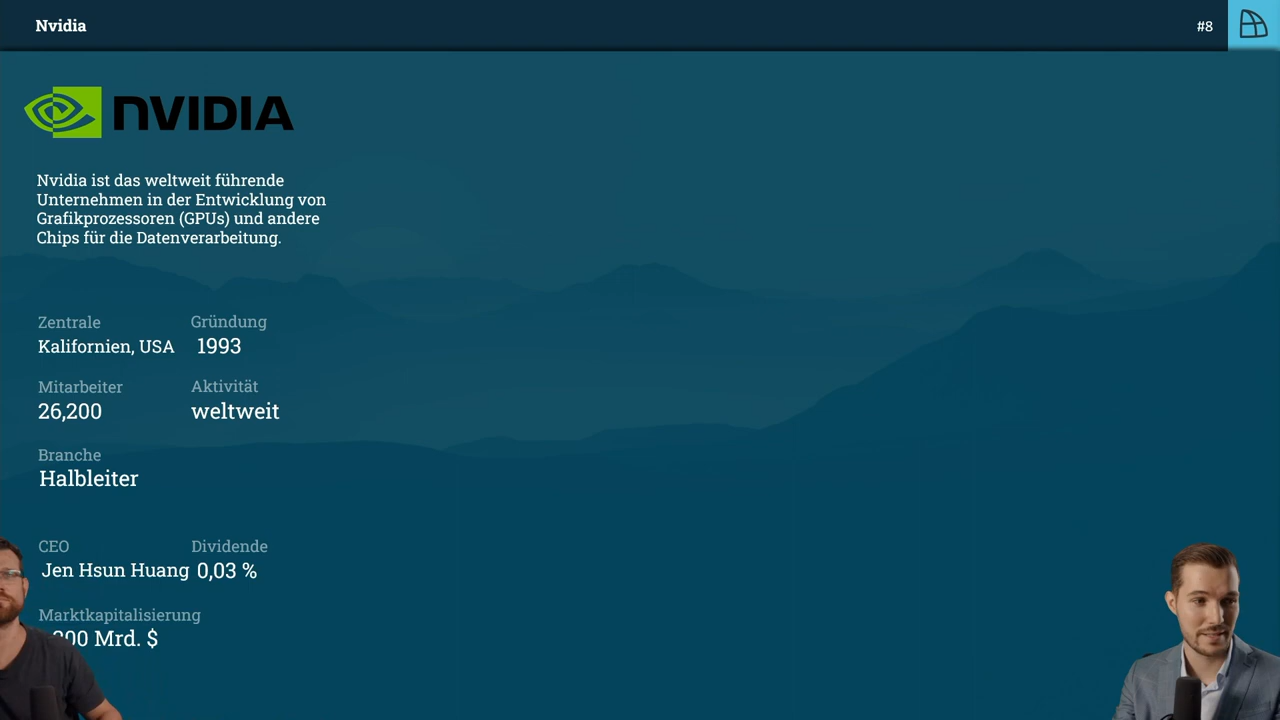 Nvidia
#8
NVIDIA
Nvidia ist das weltweit führende
Unternehmen in der Entwicklung von
Grafikprozessoren (GPUs) und andere
Chips für die Datenverarbeitung.
Zentrale Gründung
Kalifornien, USA 1993
Mitarbeiter Aktivität
26,200 weltweit
Branche
Halbleiter
CEO Dividende
Jen Hsun Huang 0,03 %
Marktkapitalisierung
Mrd. $